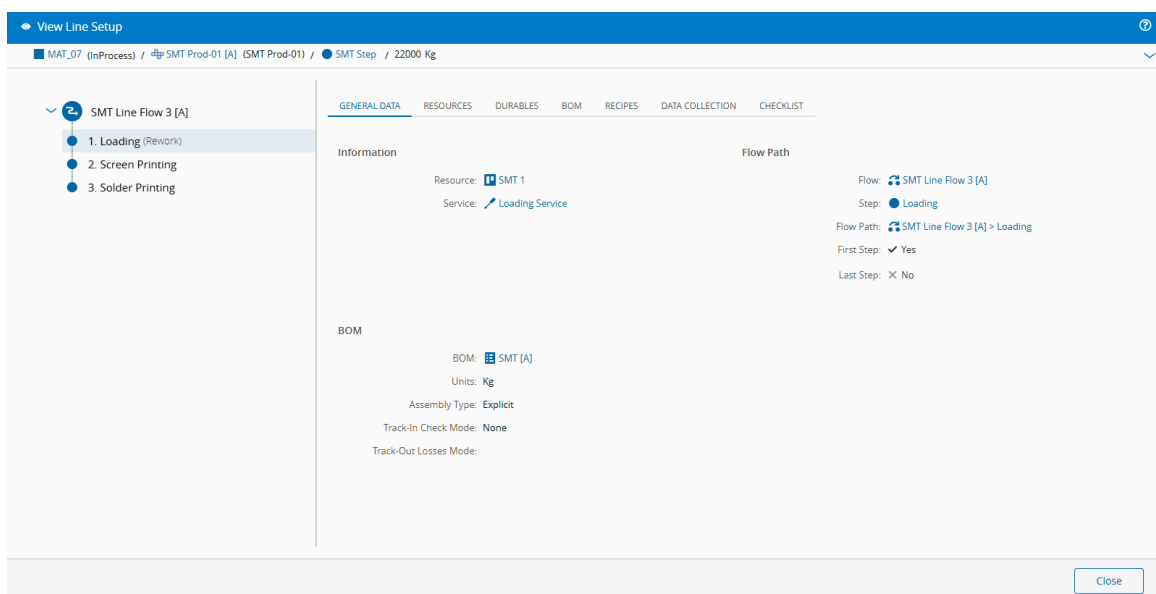 View Line Setup
MAT_07 (InProcess) / SMT Prod-01 [A] (SMT Prod-01) / SMT Step / 22000 Kg
SMT Line Flow 3 [A]
1. Loading (Rework)
2. Screen Printing
3. Solder Printing
GENERAL DATA RESOURCES DURABLES BOM RECIPES DATA COLLECTION CHECKLIST
Information
Resource: SMT 1
Service: Loading Service
Flow Path
Flow: SMT Line Flow 3 [A]
Step: Loading
Flow Path: SMT Line Flow 3 [A] > Loading
First Step: Yes
Last Step: No
BOM
BOM: SMT [A]
Units: Kg
Assembly Type: Explicit
Track-In Check Mode: None
Track-Out Losses Mode:
Close